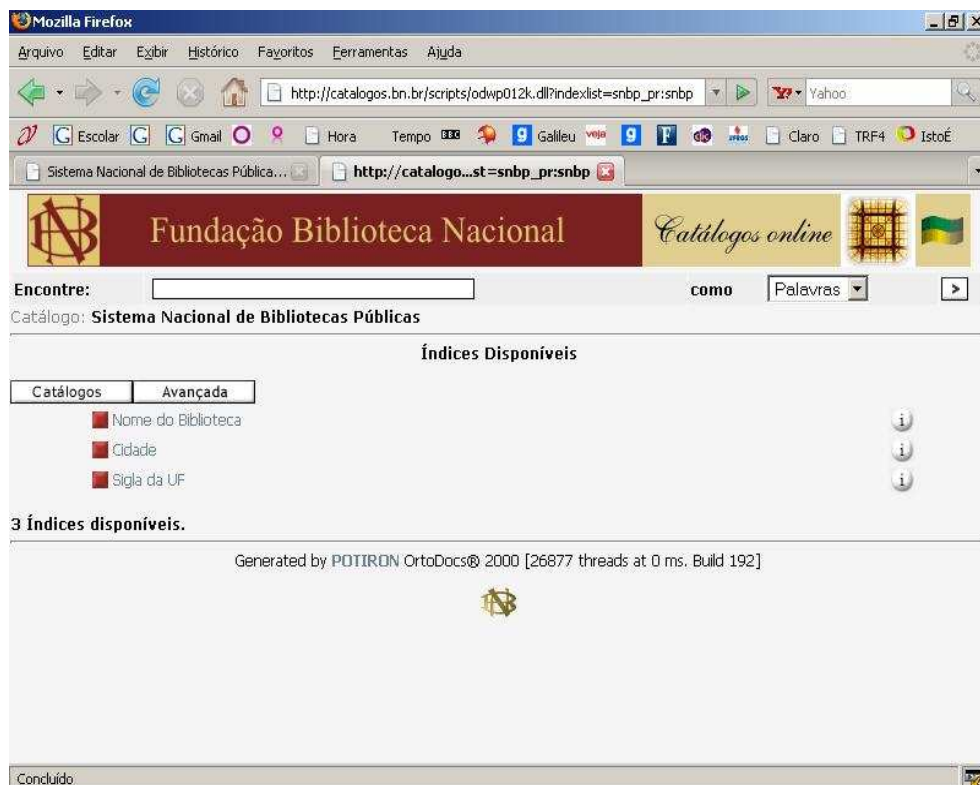 Mozilla Firefox
Arquivo Editar Exibir Histórico Favoritos Ferramentas Ajuda
http://catalogos.bn.br/scripts/odwp012k.dll?indexlist=snbp_pr:snbp Yahoo
Escolar Gmail Hora Tempo BBC Galileu veja clic Claro TRF4 IstoÉ
Sistema Nacional de Bibliotecas Pública... http://catalogo...st=snbp_pr:snbp
Fundação Biblioteca Nacional Catálogos online
Encontre: como Palavras >
Catálogo: Sistema Nacional de Bibliotecas Públicas
Índices Disponíveis
Catálogos Avançada
Nome do Biblioteca i
Cidade i
Sigla da UF i
3 Índices disponíveis.
Generated by POTIRON OrtoDocs® 2000 [26877 threads at 0 ms. Build 192]
Concluído